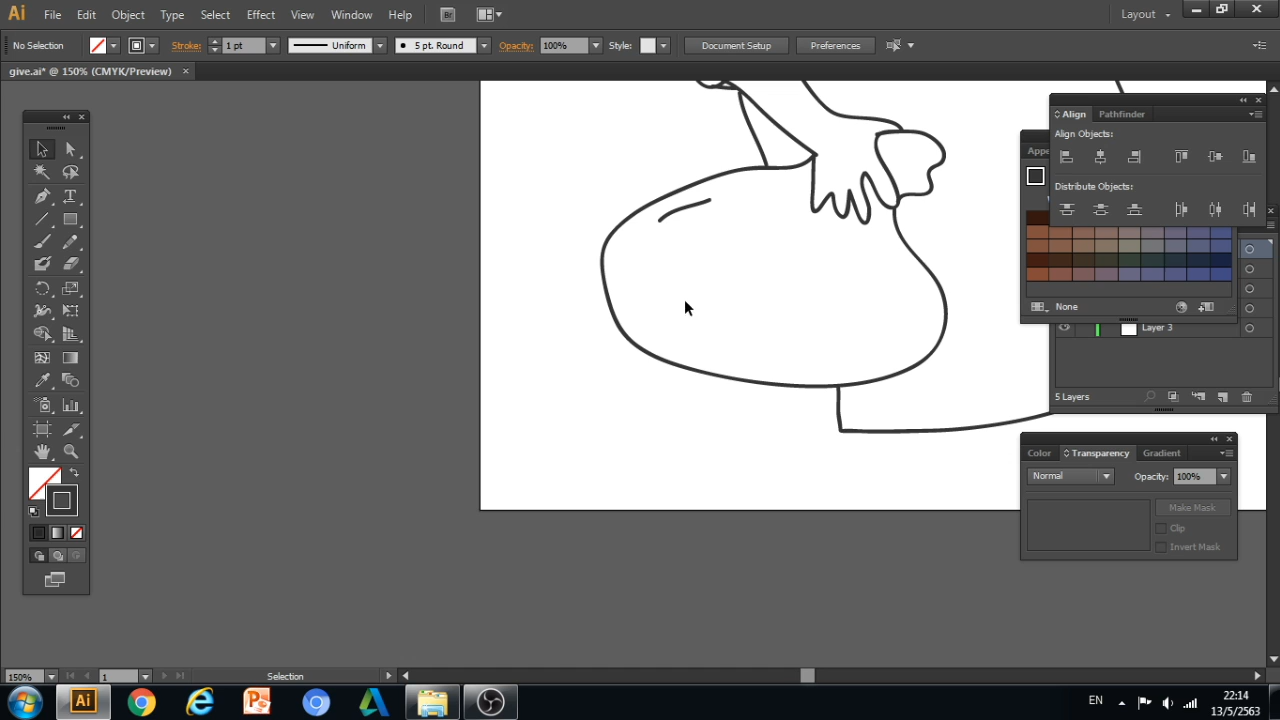 Ai File Edit Object Type Select Effect View Window Help Br Layout
No Selection Stroke: 1 pt Uniform 5 pt. Round Opacity: 100% Style: Document Setup Preferences
give.ai* @ 150% (CMYK/Preview)
Align Pathfinder
Align Objects:
Appe
Distribute Objects:
None
Layer 3
5 Layers
Color Transparency Gradient
Normal Opacity: 100%
Make Mask
Clip
Invert Mask
150% 1 Selection
Ai
EN
22:14
13/5/2563